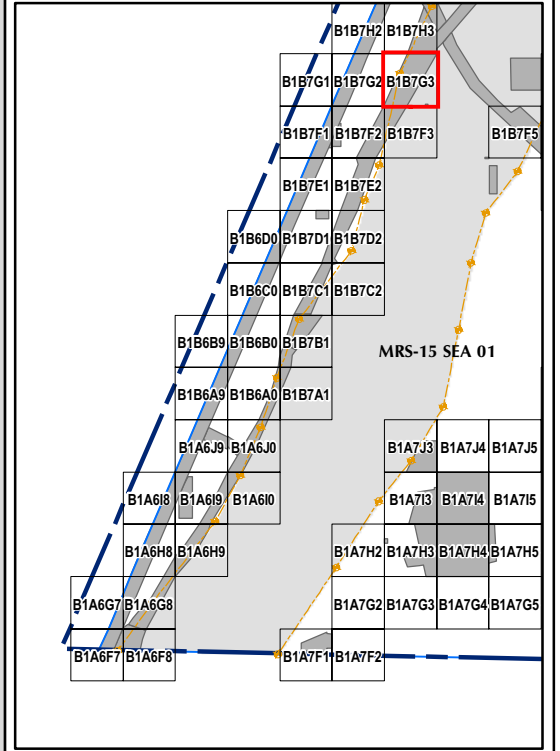 B1B7H2 B1B7H3
B1B7G1 B1B7G2 B1B7G3
B1B7F1 B1B7F2 B1B7F3 B1B7F5
B1B7E1 B1B7E2
B1B6D0 B1B7D1 B1B7D2
B1B6C0 B1B7C1 B1B7C2
B1B6B9 B1B6B0 B1B7B1
MRS-15 SEA 01
B1B6A9 B1B6A0 B1B7A1
B1A6J9 B1A6J0 B1A7J3 B1A7J4 B1A7J5
B1A6I8 B1A6I9 B1A6I0 B1A7I3 B1A7I4 B1A7I5
B1A6H8 B1A6H9 B1A7H2 B1A7H3 B1A7H4 B1A7H5
B1A6G7 B1A6G8 B1A7G2 B1A7G3 B1A7G4 B1A7G5
B1A6F7 B1A6F8 B1A7F1 B1A7F2